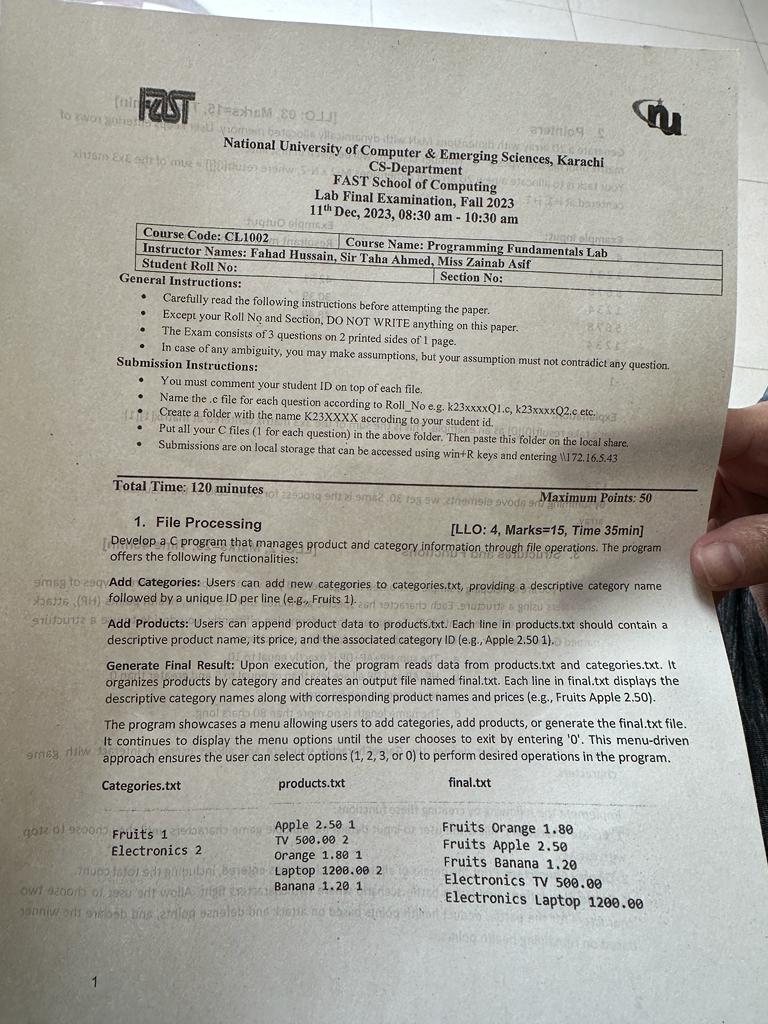 FAST
nu
National University of Computer & Emerging Sciences, Karachi
CS-Department
FAST School of Computing
Lab Final Examination, Fall 2023
11th Dec, 2023, 08:30 am - 10:30 am
Course Code: CL1002 Course Name: Programming Fundamentals Lab
Instructor Names: Fahad Hussain, Sir Taha Ahmed, Miss Zainab Asif
Student Roll No: Section No:
General Instructions:
• Carefully read the following instructions before attempting the paper.
• Except your Roll No and Section, DO NOT WRITE anything on this paper.
• The Exam consists of 3 questions on 2 printed sides of 1 page.
• In case of any ambiguity, you may make assumptions, but your assumption must not contradict any question.
Submission Instructions:
• You must comment your student ID on top of each file.
• Name the .c file for each question according to Roll_No e.g. k23xxxxQ1.c, k23xxxxQ2.c etc.
• Create a folder with the name K23XXXX accroding to your student id.
• Put all your C files (1 for each question) in the above folder. Then paste this folder on the local share.
• Submissions are on local storage that can be accessed using win+R keys and entering \\172.16.5.43
Total Time: 120 minutes Maximum Points: 50
1. File Processing [LLO: 4, Marks=15, Time 35min]
Develop a C program that manages product and category information through file operations. The program
offers the following functionalities:
Add Categories: Users can add new categories to categories.txt, providing a descriptive category name
followed by a unique ID per line (e.g., Fruits 1).
Add Products: Users can append product data to products.txt. Each line in products.txt should contain a
descriptive product name, its price, and the associated category ID (e.g., Apple 2.50 1).
Generate Final Result: Upon execution, the program reads data from products.txt and categories.txt. It
organizes products by category and creates an output file named final.txt. Each line in final.txt displays the
descriptive category names along with corresponding product names and prices (e.g., Fruits Apple 2.50).
The program showcases a menu allowing users to add categories, add products, or generate the final.txt file.
It continues to display the menu options until the user chooses to exit by entering '0'. This menu-driven
approach ensures the user can select options (1, 2, 3, or 0) to perform desired operations in the program.
Categories.txt products.txt final.txt
Fruits 1
Electronics 2
Apple 2.50 1
TV 500.00 2
Orange 1.80 1
Laptop 1200.00 2
Banana 1.20 1
Fruits Orange 1.80
Fruits Apple 2.50
Fruits Banana 1.20
Electronics TV 500.00
Electronics Laptop 1200.00
1